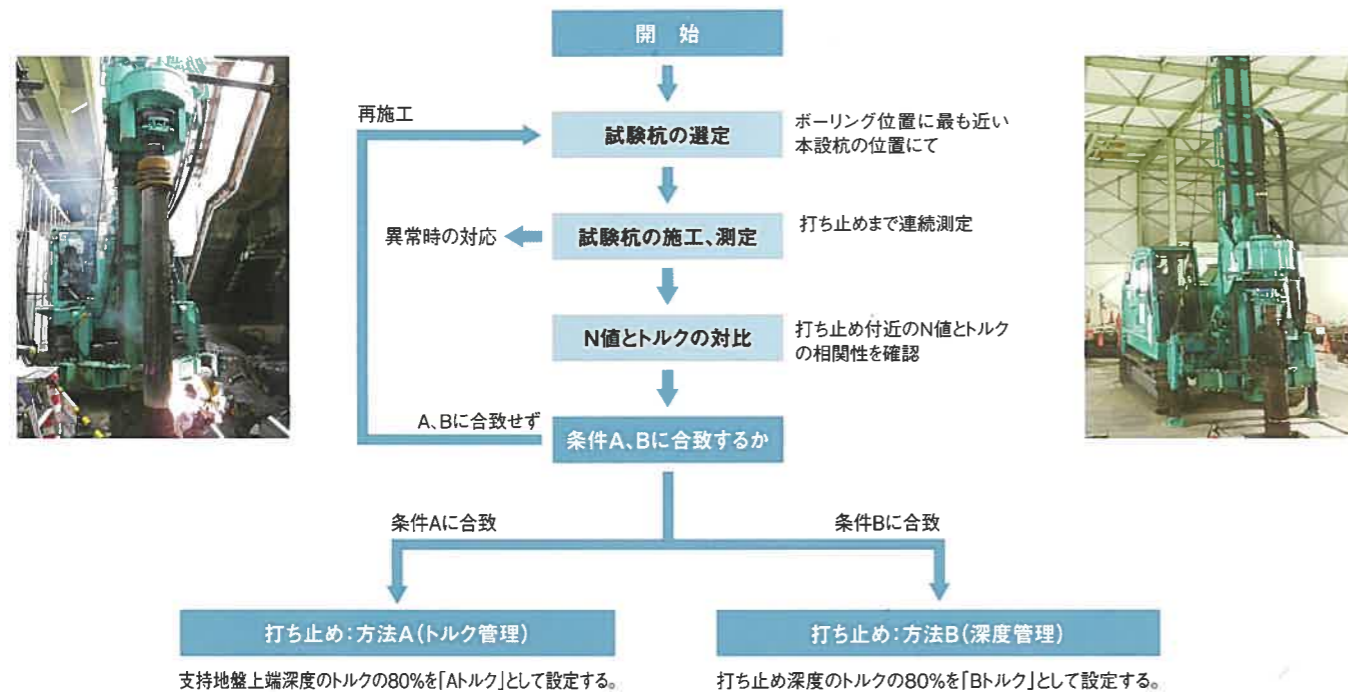 開 始
再施工
試験杭の選定
ボーリング位置に最も近い
本設杭の位置にて
異常時の対応
試験杭の施工、測定
打ち止めまで連続測定
N値とトルクの対比
打ち止め付近のN値とトルク
の相関性を確認
A、Bに合致せず
条件A、Bに合致するか
条件Aに合致
条件Bに合致
打ち止め:方法A(トルク管理)
打ち止め:方法B(深度管理)
支持地盤上端深度のトルクの80%を「Aトルク」として設定する。
打ち止め深度のトルクの80%を「Bトルク」として設定する。